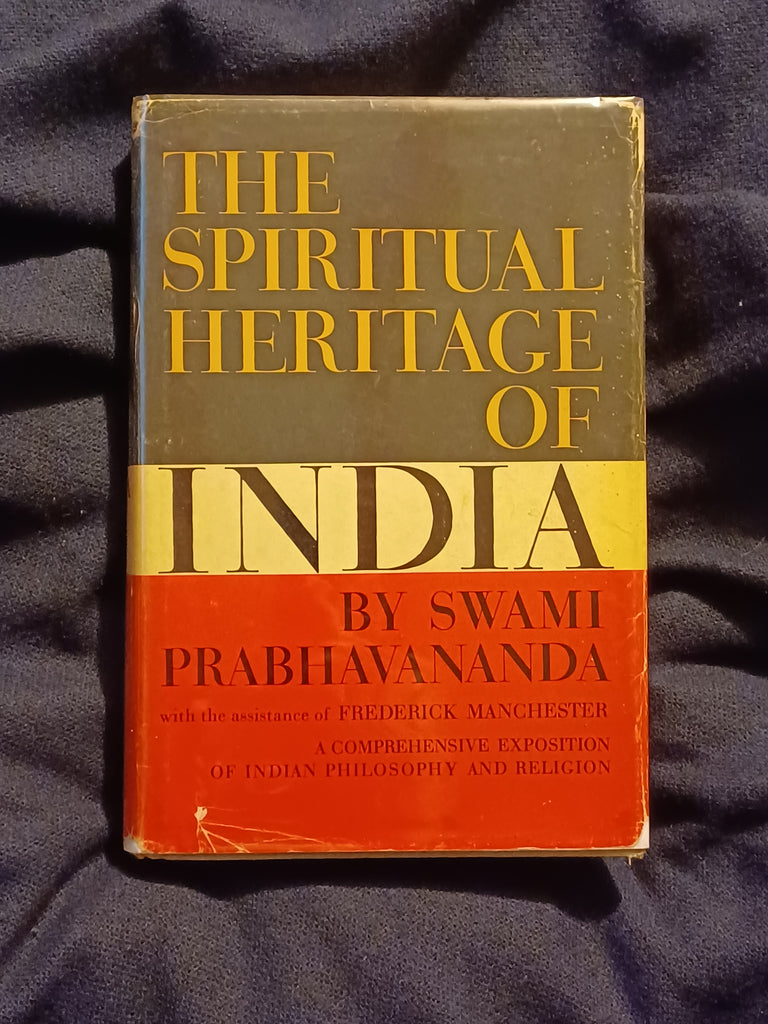 THE
SPIRITUAL
HERITAGE
OF
INDIA
BY SWAMI
PRABHAVANANDA
with the assistance of FREDERICK MANCHESTER
A COMPREHENSIVE EXPOSITION
OF INDIAN PHILOSOPHY AND RELIGION